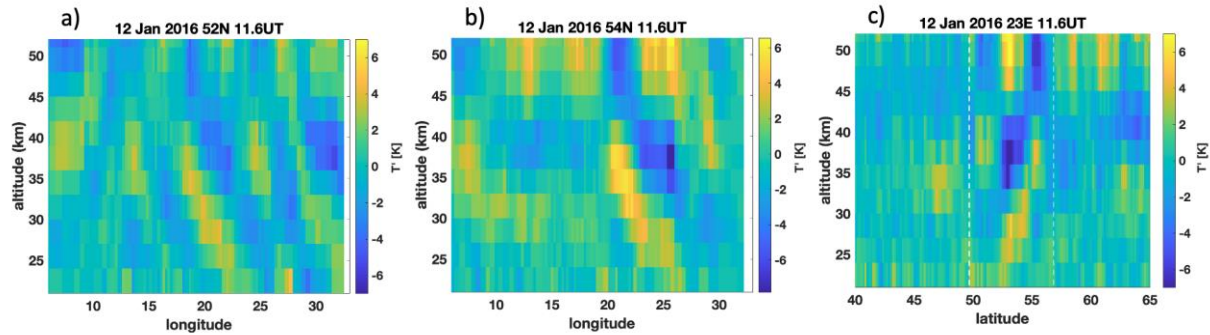 a)
12 Jan 2016 52N 11.6UT
50
45
40
35
30
25
altitude (km)
10 15 20 25 30
longitude
6
4
2
0
-2
-4
-6
T' [K]
b)
12 Jan 2016 54N 11.6UT
50
45
40
35
30
25
altitude (km)
10 15 20 25 30
longitude
6
4
2
0
-2
-4
-6
T' [K]
c)
12 Jan 2016 23E 11.6UT
50
45
40
35
30
25
altitude (km)
40 45 50 55 60 65
latitude
6
4
2
0
-2
-4
-6
T' [K]